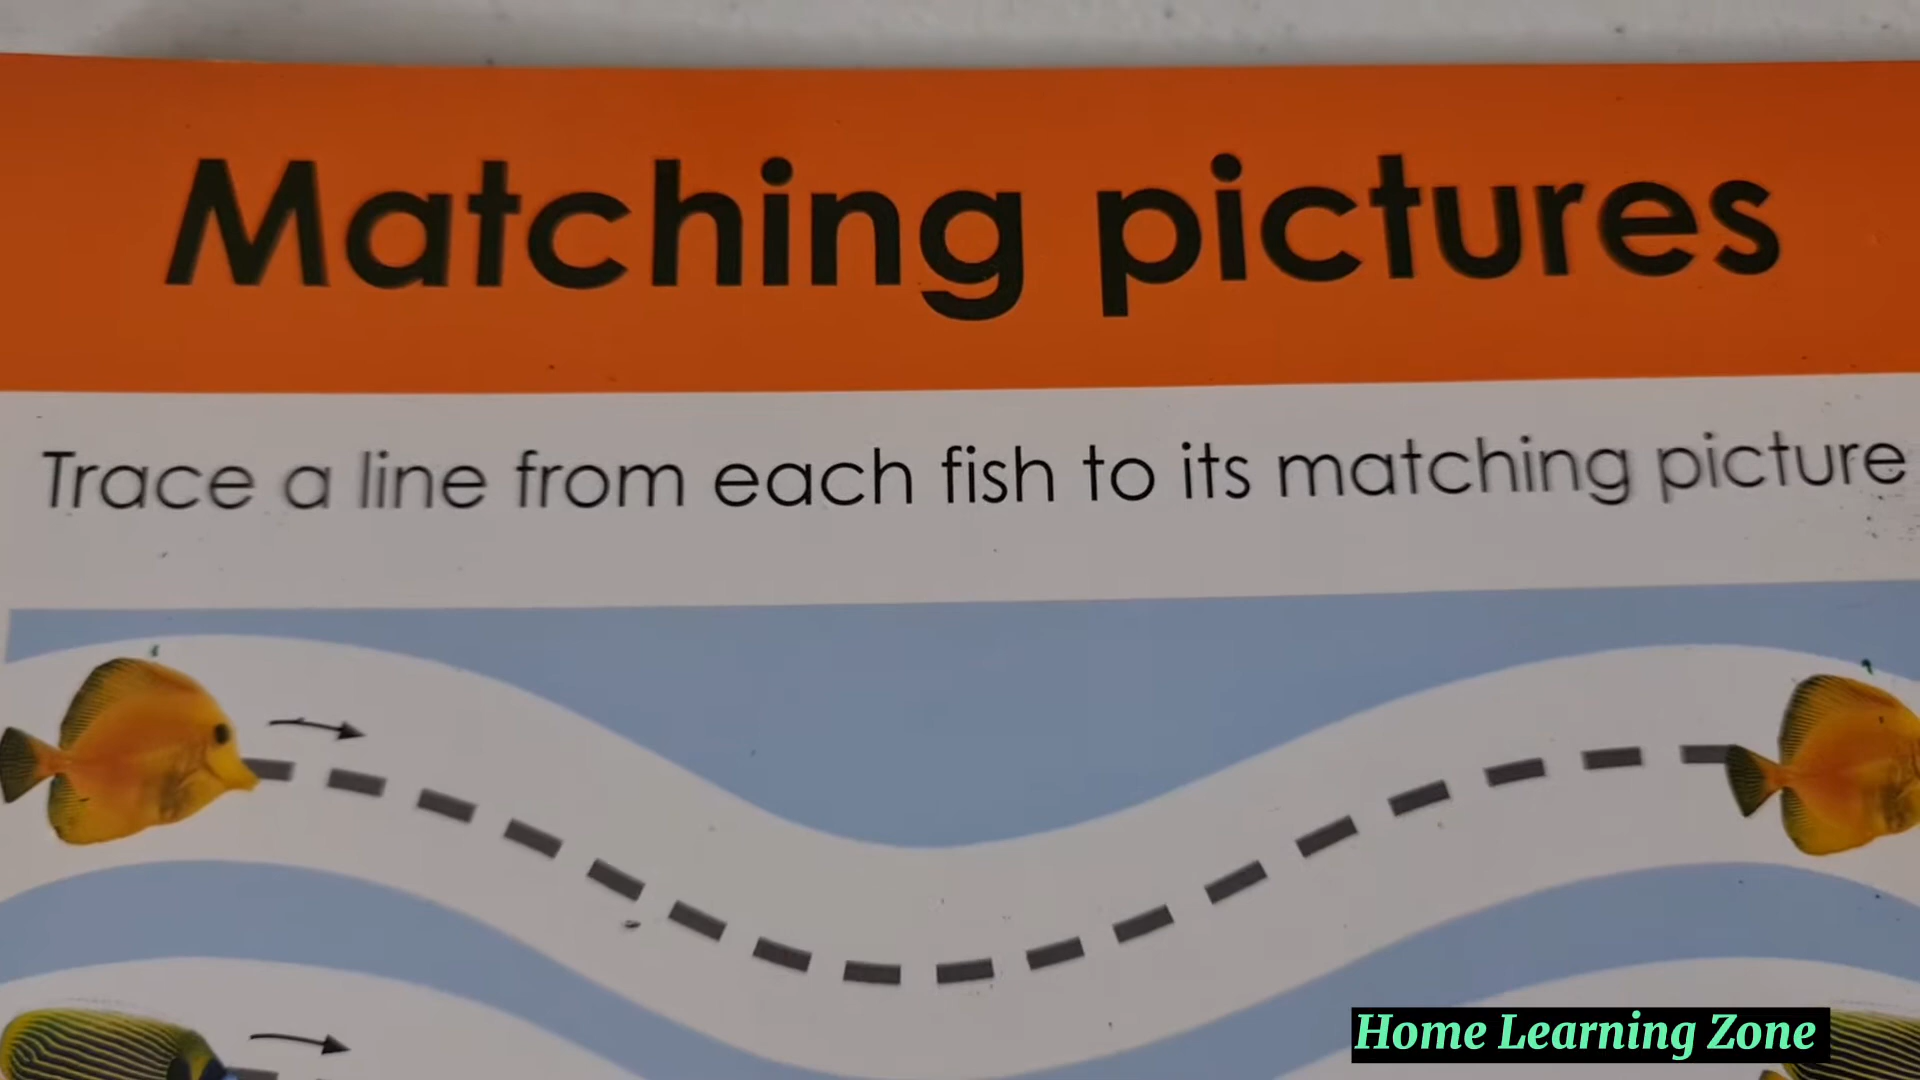 Matching pictures
Trace a line from each fish to its matching picture
Home Learning Zone